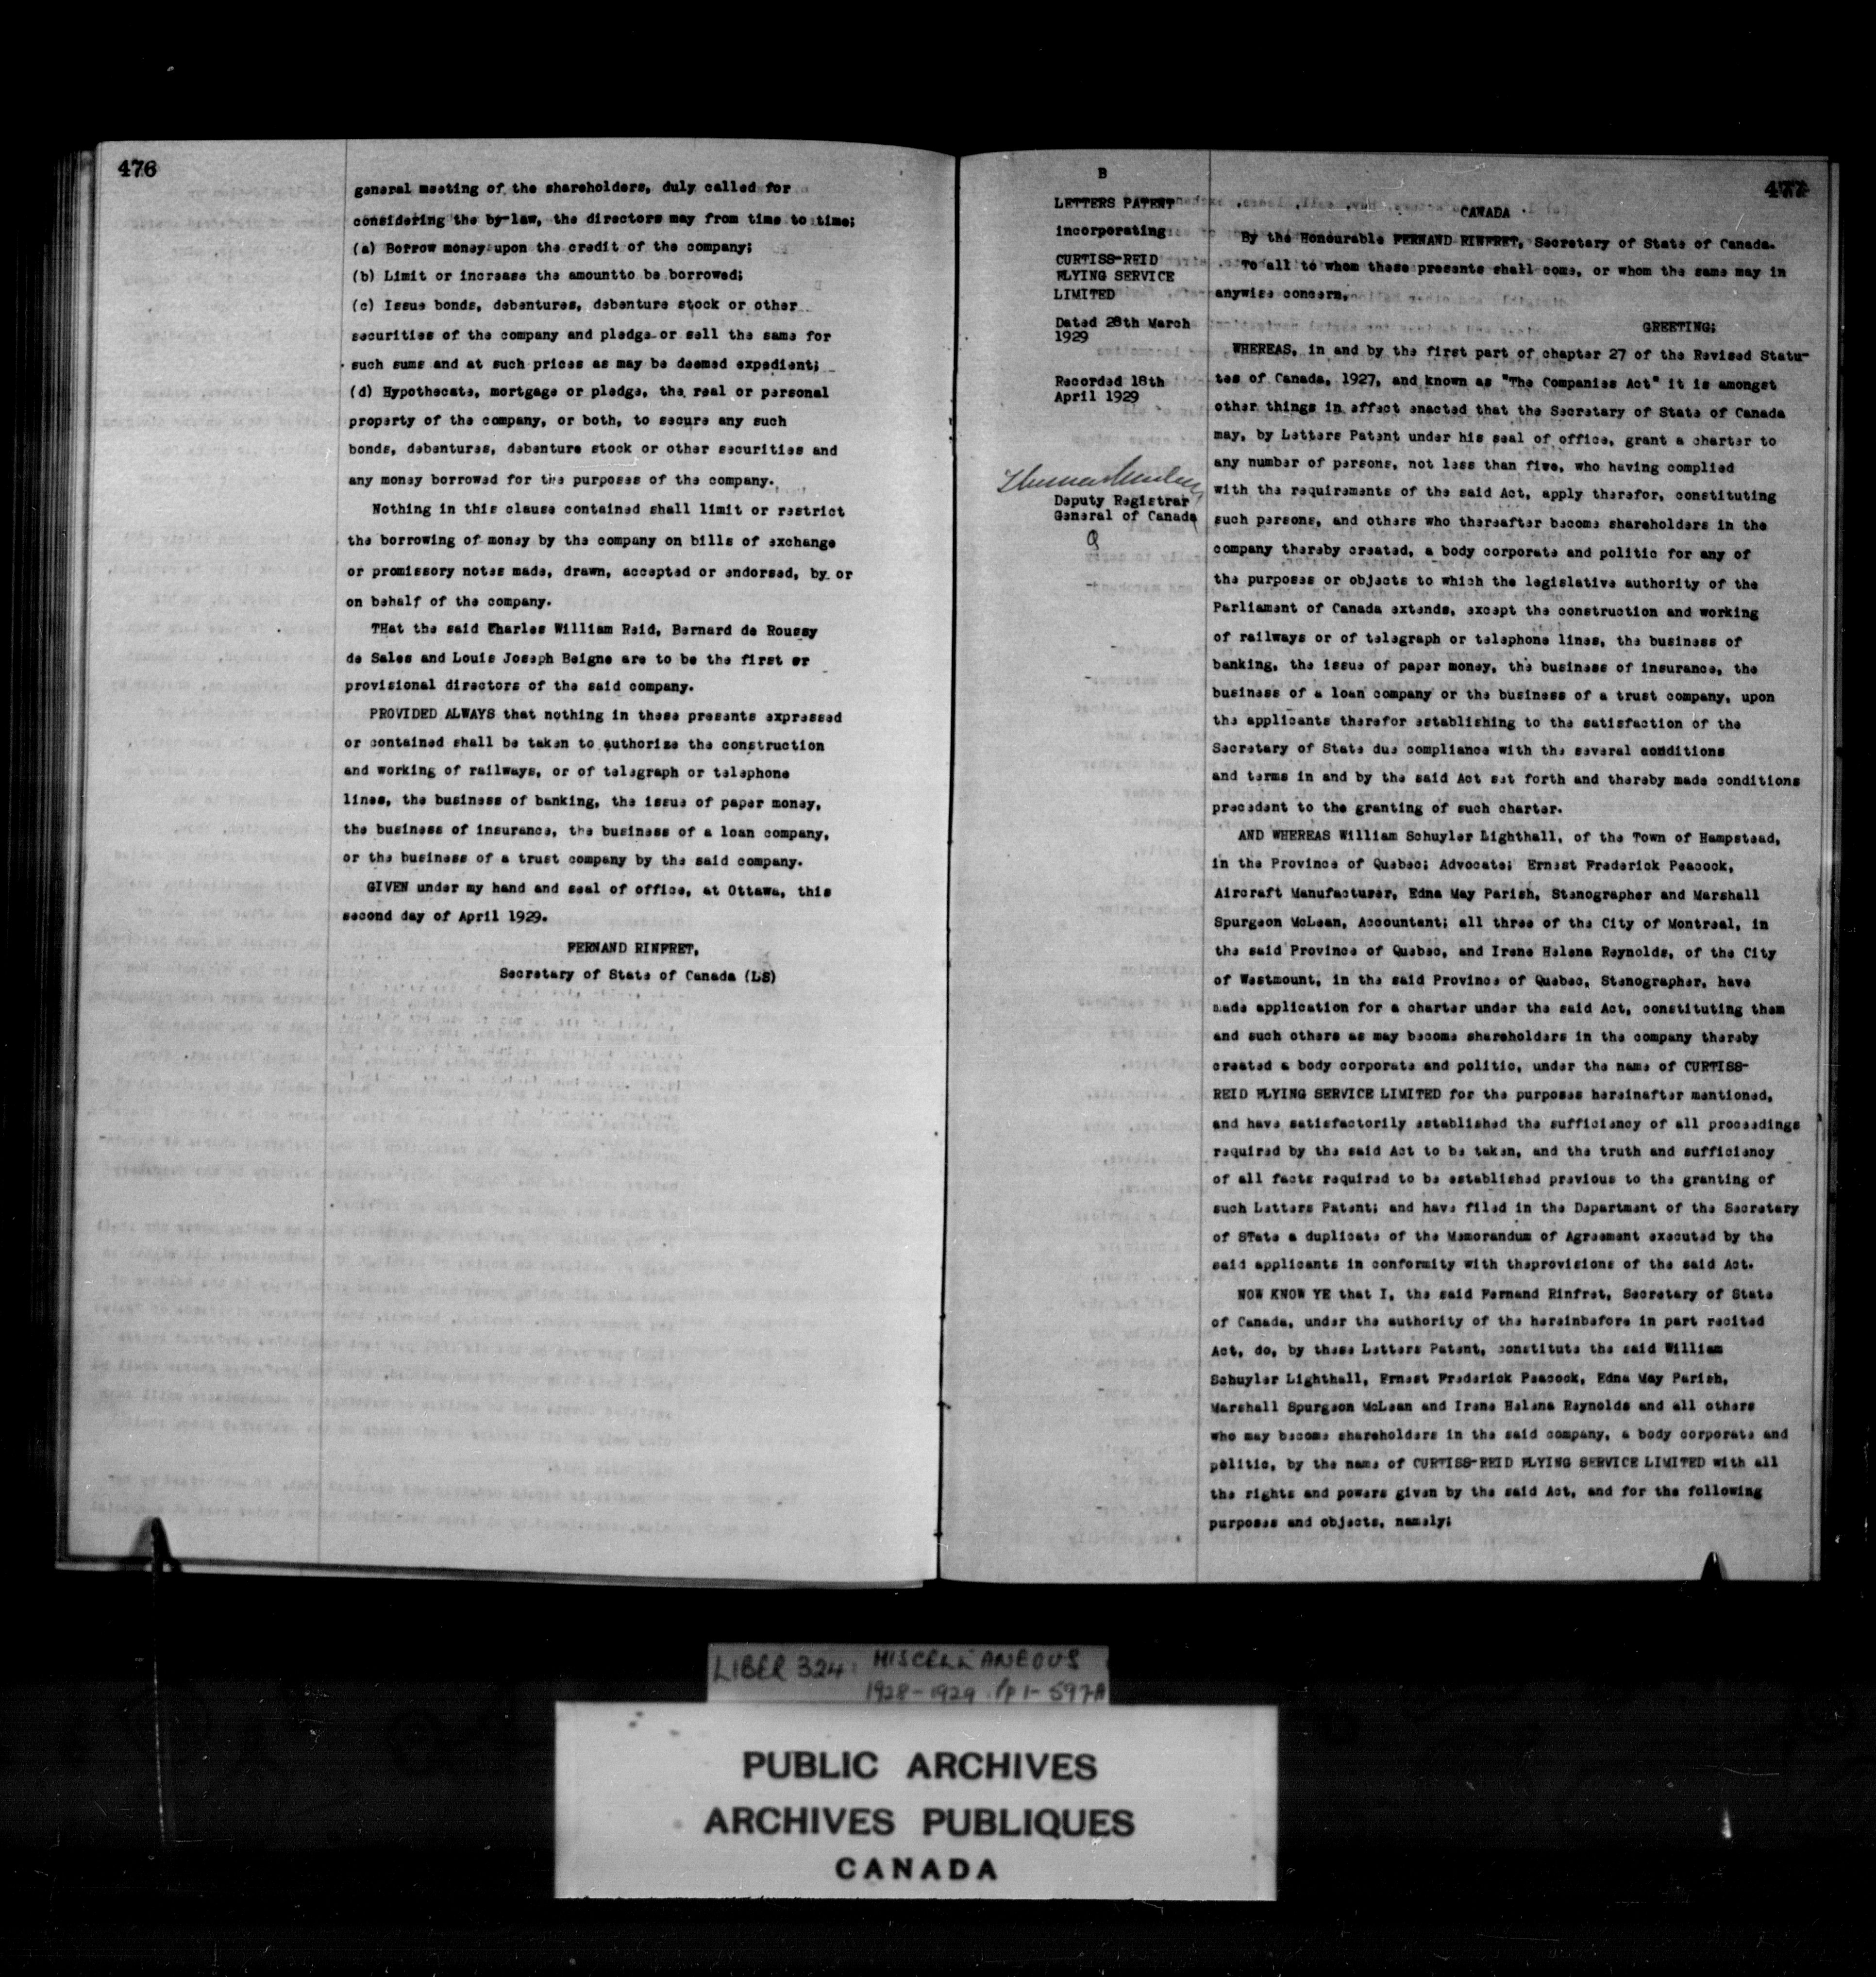 476
general meeting of the shareholders, duly called for
considering the by-law, the directors may from time to time;
(a) Borrow money upon the credit of the company;
(b) Limit or increase the amountto be borrowed;
(c) Issue bonds, debentures, debenture stock or other
securities of the company and pledge or sell the same for
such sums and at such prices as may be deemed expedient;
(d) Hypothecate, mortgage or pledge, the real or personal
property of the company, or both, to secure any such
bonds, debentures, debenture stock or other securities and
any money borrowed for the purposes of the company.
Nothing in this clause contained shall limit or restrict
the borrowing of money by the company on bills of exchange
or promissory notes made, drawn, accepted or endorsed, by or
on behalf of the company.
THat the said Charles William Reid, Bernard de Roussy
de Sales and Louis Joseph Beigne are to be the first or
provisional directors of the said company.
PROVIDED ALWAYS that nothing in these presents expressed
or contained shall be taken to authorize the construction
and working of railways, or of telegraph or telephone
lines, the business of banking, the issue of paper money,
the business of insurance, the business of a loan company,
or the business of a trust company by the said company.
GIVEN under my hand and seal of office, at Ottawa, this
second day of April 1929.
FERNAND RINFRET,
Secretary of State of Canada (LS)
B
LETTERS PATENT
incorporating
CURTISS-REID
FLYING SERVICE
LIMITED
Dated 28th March
1929
Recorded 18th
April 1929
Deputy Registrar
General of Canada
477
CANADA
By the Honourable FERNAND RINFRET, Secretary of State of Canada.
To all to whom these presents shall come, or whom the same may in
anywise concern,
GREETING;
WHEREAS, in and by the first part of chapter 27 of the Revised Statu-
tes of Canada, 1927, and known as "The Companies Act" it is amongst
other things in effect enacted that the Secretary of State of Canada
may, by Letters Patent under his seal of office, grant a charter to
any number of persons, not less than five, who having complied
with the requirements of the said Act, apply therefor, constituting
such persons, and others who thereafter become shareholders in the
company thereby created, a body corporate and politic for any of
the purposes or objects to which the legislative authority of the
Parliament of Canada extends, except the construction and working
of railways or of telegraph or telephone lines, the business of
banking, the issue of paper money, the business of insurance, the
business of a loan company or the business of a trust company, upon
the applicants therefor establishing to the satisfaction of the
Secretary of State due compliance with the several conditions
and terms in and by the said Act set forth and thereby made conditions
precedent to the granting of such charter.
AND WHEREAS William Schuyler Lighthall, of the Town of Hampstead,
in the Province of Quebec; Advocate; Ernest Frederick Peacock,
Aircraft Manufacturer, Edna May Parish, Stenographer and Marshall
Spurgeon McLean, Accountant; all three of the City of Montreal, in
the said Province of Quebec, and Irene Helena Reynolds, of the City
of Westmount, in the said Province of Quebec, Stenographer, have
made application for a charter under the said Act, constituting them
and such others as may become shareholders in the company thereby
created a body corporate and politic, under the name of CURTISS-
REID FLYING SERVICE LIMITED for the purposes hereinafter mentioned,
and have satisfactorily established the sufficiency of all proceedings
required by the said Act to be taken, and the truth and sufficiency
of all facts required to be established previous to the granting of
such Letters Patent; and have filed in the Department of the Secretary
of STate a duplicate of the Memorandum of Agreement executed by the
said applicants in conformity with theprovisions of the said Act.
NOW KNOW YE that I, the said Fernand Rinfret, Secretary of State
of Canada, under the authority of the hereinbefore in part recited
Act, do, by these Letters Patent, constitute the said William
Schuyler Lighthall, Ernest Frederick Peacock, Edna May Parish,
Marshall Spurgeon McLean and Irene Helena Reynolds and all others
who may become shareholders in the said company, a body corporate and
politic, by the name of CURTISS-REID FLYING SERVICE LIMITED with all
the rights and powers given by the said Act, and for the following
purposes and objects, namely;
LIBER 324: MISCELLANEOUS
1928-1929 Pp 1-597A
PUBLIC ARCHIVES
ARCHIVES PUBLIQUES
CANADA